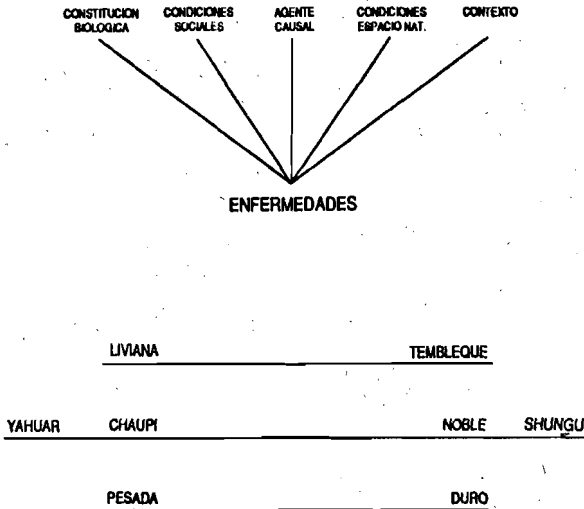 CONSTITUCION CONDICIONES AGENTE CONDICIONES CONTEXTO
BIOLOGICA SOCIALES CAUSAL ESPACIO NAT.
ENFERMEDADES
LIVIANA TEMBLEQUE
YAHUAR CHAUPI NOBLE SHUNGU
PESADA DURO